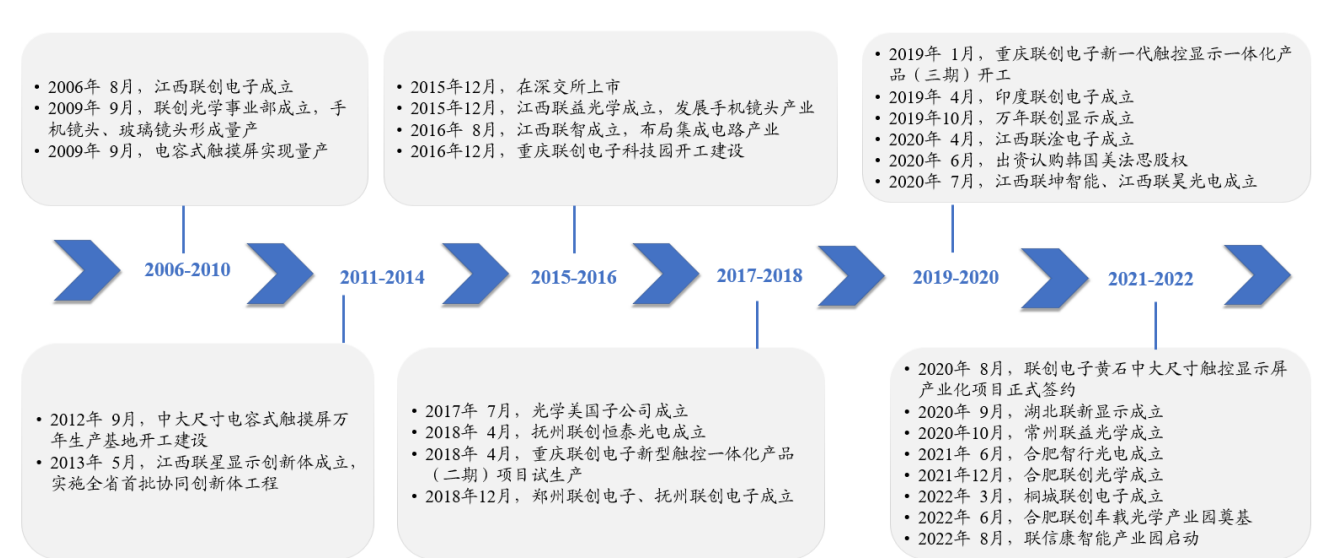 • 2006年 8月，江西联创电子成立
• 2009年 9月，联创光学事业部成立，手
机镜头、玻璃镜头形成量产
• 2009年 9月，电容式触摸屏实现量产
• 2015年12月，在深交所上市
• 2015年12月，江西联益光学成立，发展手机镜头产业
• 2016年 8月，江西联智成立，布局集成电路产业
• 2016年12月，重庆联创电子科技园开工建设
• 2019年 1月，重庆联创电子新一代触控显示一体化产
品（三期）开工
• 2019年 4月，印度联创电子成立
• 2019年10月，万年联创显示成立
• 2020年 4月，江西联淦电子成立
• 2020年 6月，出资认购韩国美法思股权
• 2020年 7月，江西联坤智能、江西联昊光电成立
2006-2010
2011-2014
2015-2016
2017-2018
2019-2020
2021-2022
• 2012年 9月，中大尺寸电容式触摸屏万
年生产基地开工建设
• 2013年 5月，江西联星显示创新体成立，
实施全省首批协同创新体工程
• 2017年 7月，光学美国子公司成立
• 2018年 4月，抚州联创恒泰光电成立
• 2018年 4月，重庆联创电子新型触控一体化产品
（二期）项目试生产
• 2018年12月，郑州联创电子、抚州联创电子成立
• 2020年 8月，联创电子黄石中大尺寸触控显示屏
产业化项目正式签约
• 2020年 9月，湖北联新显示成立
• 2020年10月，常州联益光学成立
• 2021年 6月，合肥智行光电成立
• 2021年12月，合肥联创光学成立
• 2022年 3月，桐城联创电子成立
• 2022年 6月，合肥联创车载光学产业园奠基
• 2022年 8月，联信康智能产业园启动